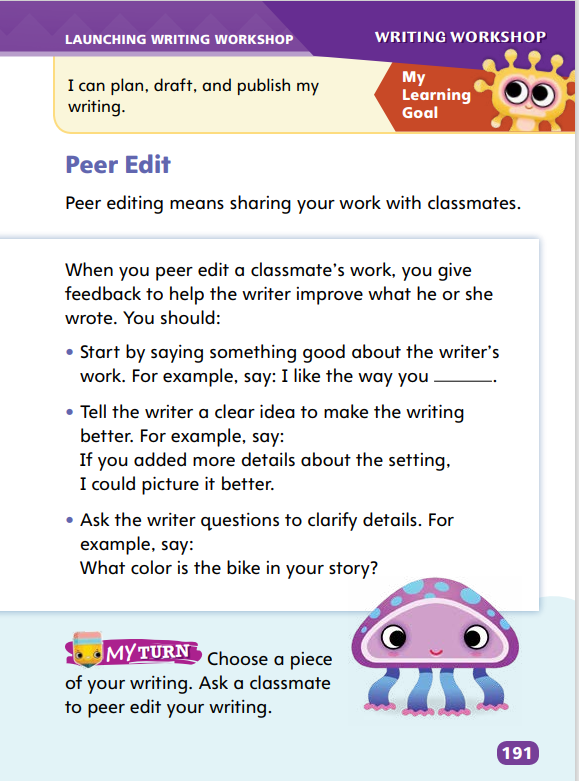 LAUNCHING WRITING WORKSHOP
WRITING WORKSHOP
I can plan, draft, and publish my
writing.
My
Learning
Goal
Peer Edit
Peer editing means sharing your work with classmates.
When you peer edit a classmate’s work, you give
feedback to help the writer improve what he or she
wrote. You should:
• Start by saying something good about the writer’s
work. For example, say: I like the way you ______.
• Tell the writer a clear idea to make the writing
better. For example, say:
If you added more details about the setting,
I could picture it better.
• Ask the writer questions to clarify details. For
example, say:
What color is the bike in your story?
MY TURN Choose a piece
of your writing. Ask a classmate
to peer edit your writing.
191